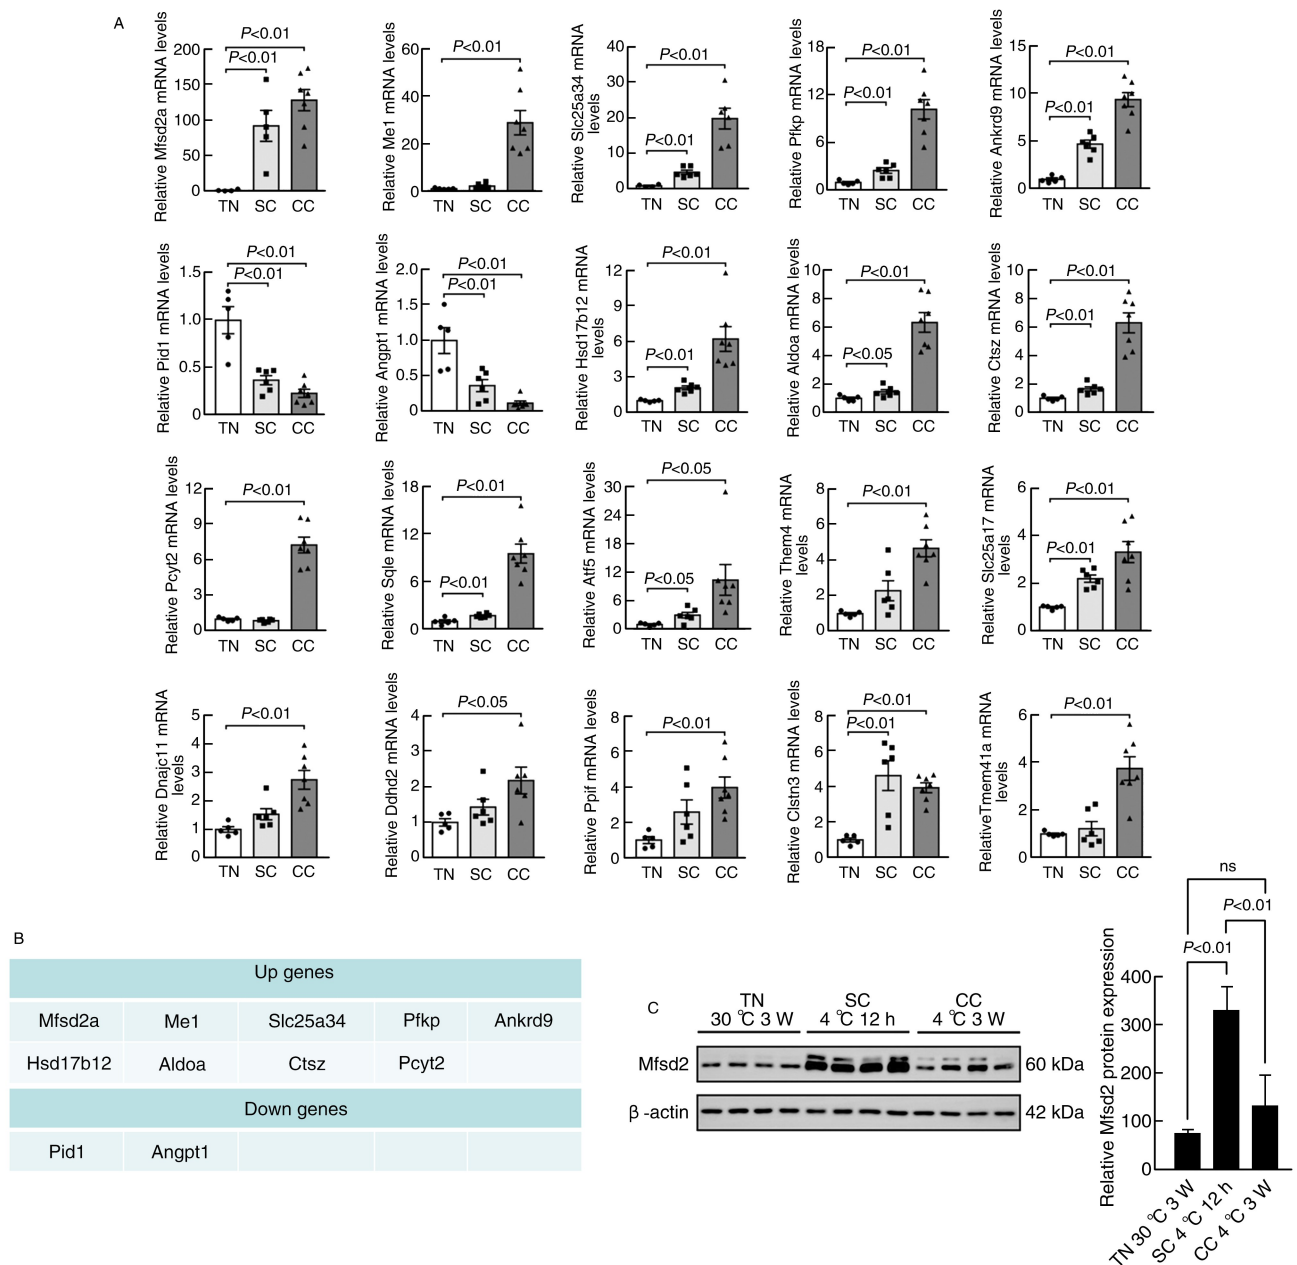 A
Relative Mfsd2a mRNA levels
200
150
100
50
0
P<0.01
P<0.01
TN SC CC
Relative Me1 mRNA levels
60
40
20
0
P<0.01
TN SC CC
Relative Slc25a34 mRNA
levels
40
30
20
10
0
P<0.01
P<0.01
TN SC CC
Relative Pfkp mRNA levels
18
12
6
0
P<0.01
P<0.01
TN SC CC
Relative Ankrd9 mRNA levels
15
10
5
0
P<0.01
P<0.01
TN SC CC
Relative Pid1 mRNA levels
1.5
1.0
0.5
0
P<0.01
P<0.01
TN SC CC
Relative Angpt1 mRNA levels
2.0
1.5
1.0
0.5
0
P<0.01
P<0.01
TN SC CC
Relative Hsd17b12 mRNA
levels
12
9
6
3
0
P<0.01
P<0.01
TN SC CC
Relative Aldoa mRNA levels
10
8
6
4
2
0
P<0.01
P<0.05
TN SC CC
Relative Ctsz mRNA levels
10
8
6
4
2
0
P<0.01
P<0.01
TN SC CC
Relative Pcyt2 mRNA levels
12
9
6
3
0
P<0.01
TN SC CC
Relative Sqle mRNA levels
18
12
6
0
P<0.01
P<0.01
TN SC CC
Relative Atf5 mRNA levels
30
24
18
12
6
0
P<0.05
P<0.05
TN SC CC
Relative Them4 mRNA
levels
8
6
4
2
0
P<0.01
TN SC CC
Relative Slc25a17 mRNA
levels
6
4
2
0
P<0.01
P<0.01
TN SC CC
Relative Dnajc11 mRNA
levels
5
4
3
2
1
0
P<0.01
TN SC CC
Relative Ddhd2 mRNA levels
4
3
2
1
0
P<0.05
TN SC CC
Relative Ppif mRNA levels
8
6
4
2
0
P<0.01
TN SC CC
Relative Clstn3 mRNA levels
8
6
4
2
0
P<0.01
P<0.01
TN SC CC
RelativeTmem41a mRNA
levels
6
4
2
0
P<0.01
TN SC CC
B
Up genes
Mfsd2a Me1 Slc25a34 Pfkp Ankrd9
Hsd17b12 Aldoa Ctsz Pcyt2
Down genes
Pid1 Angpt1
C
TN SC CC
30 ℃ 3 W 4 ℃ 12 h 4 ℃ 3 W
Mfsd2 60 kDa
β -actin 42 kDa
Relative Mfsd2 protein expression
400
300
200
100
0
ns
P<0.01
P<0.01
TN 30 ℃ 3 W
SC 4 ℃ 12 h
CC 4 ℃ 3 W